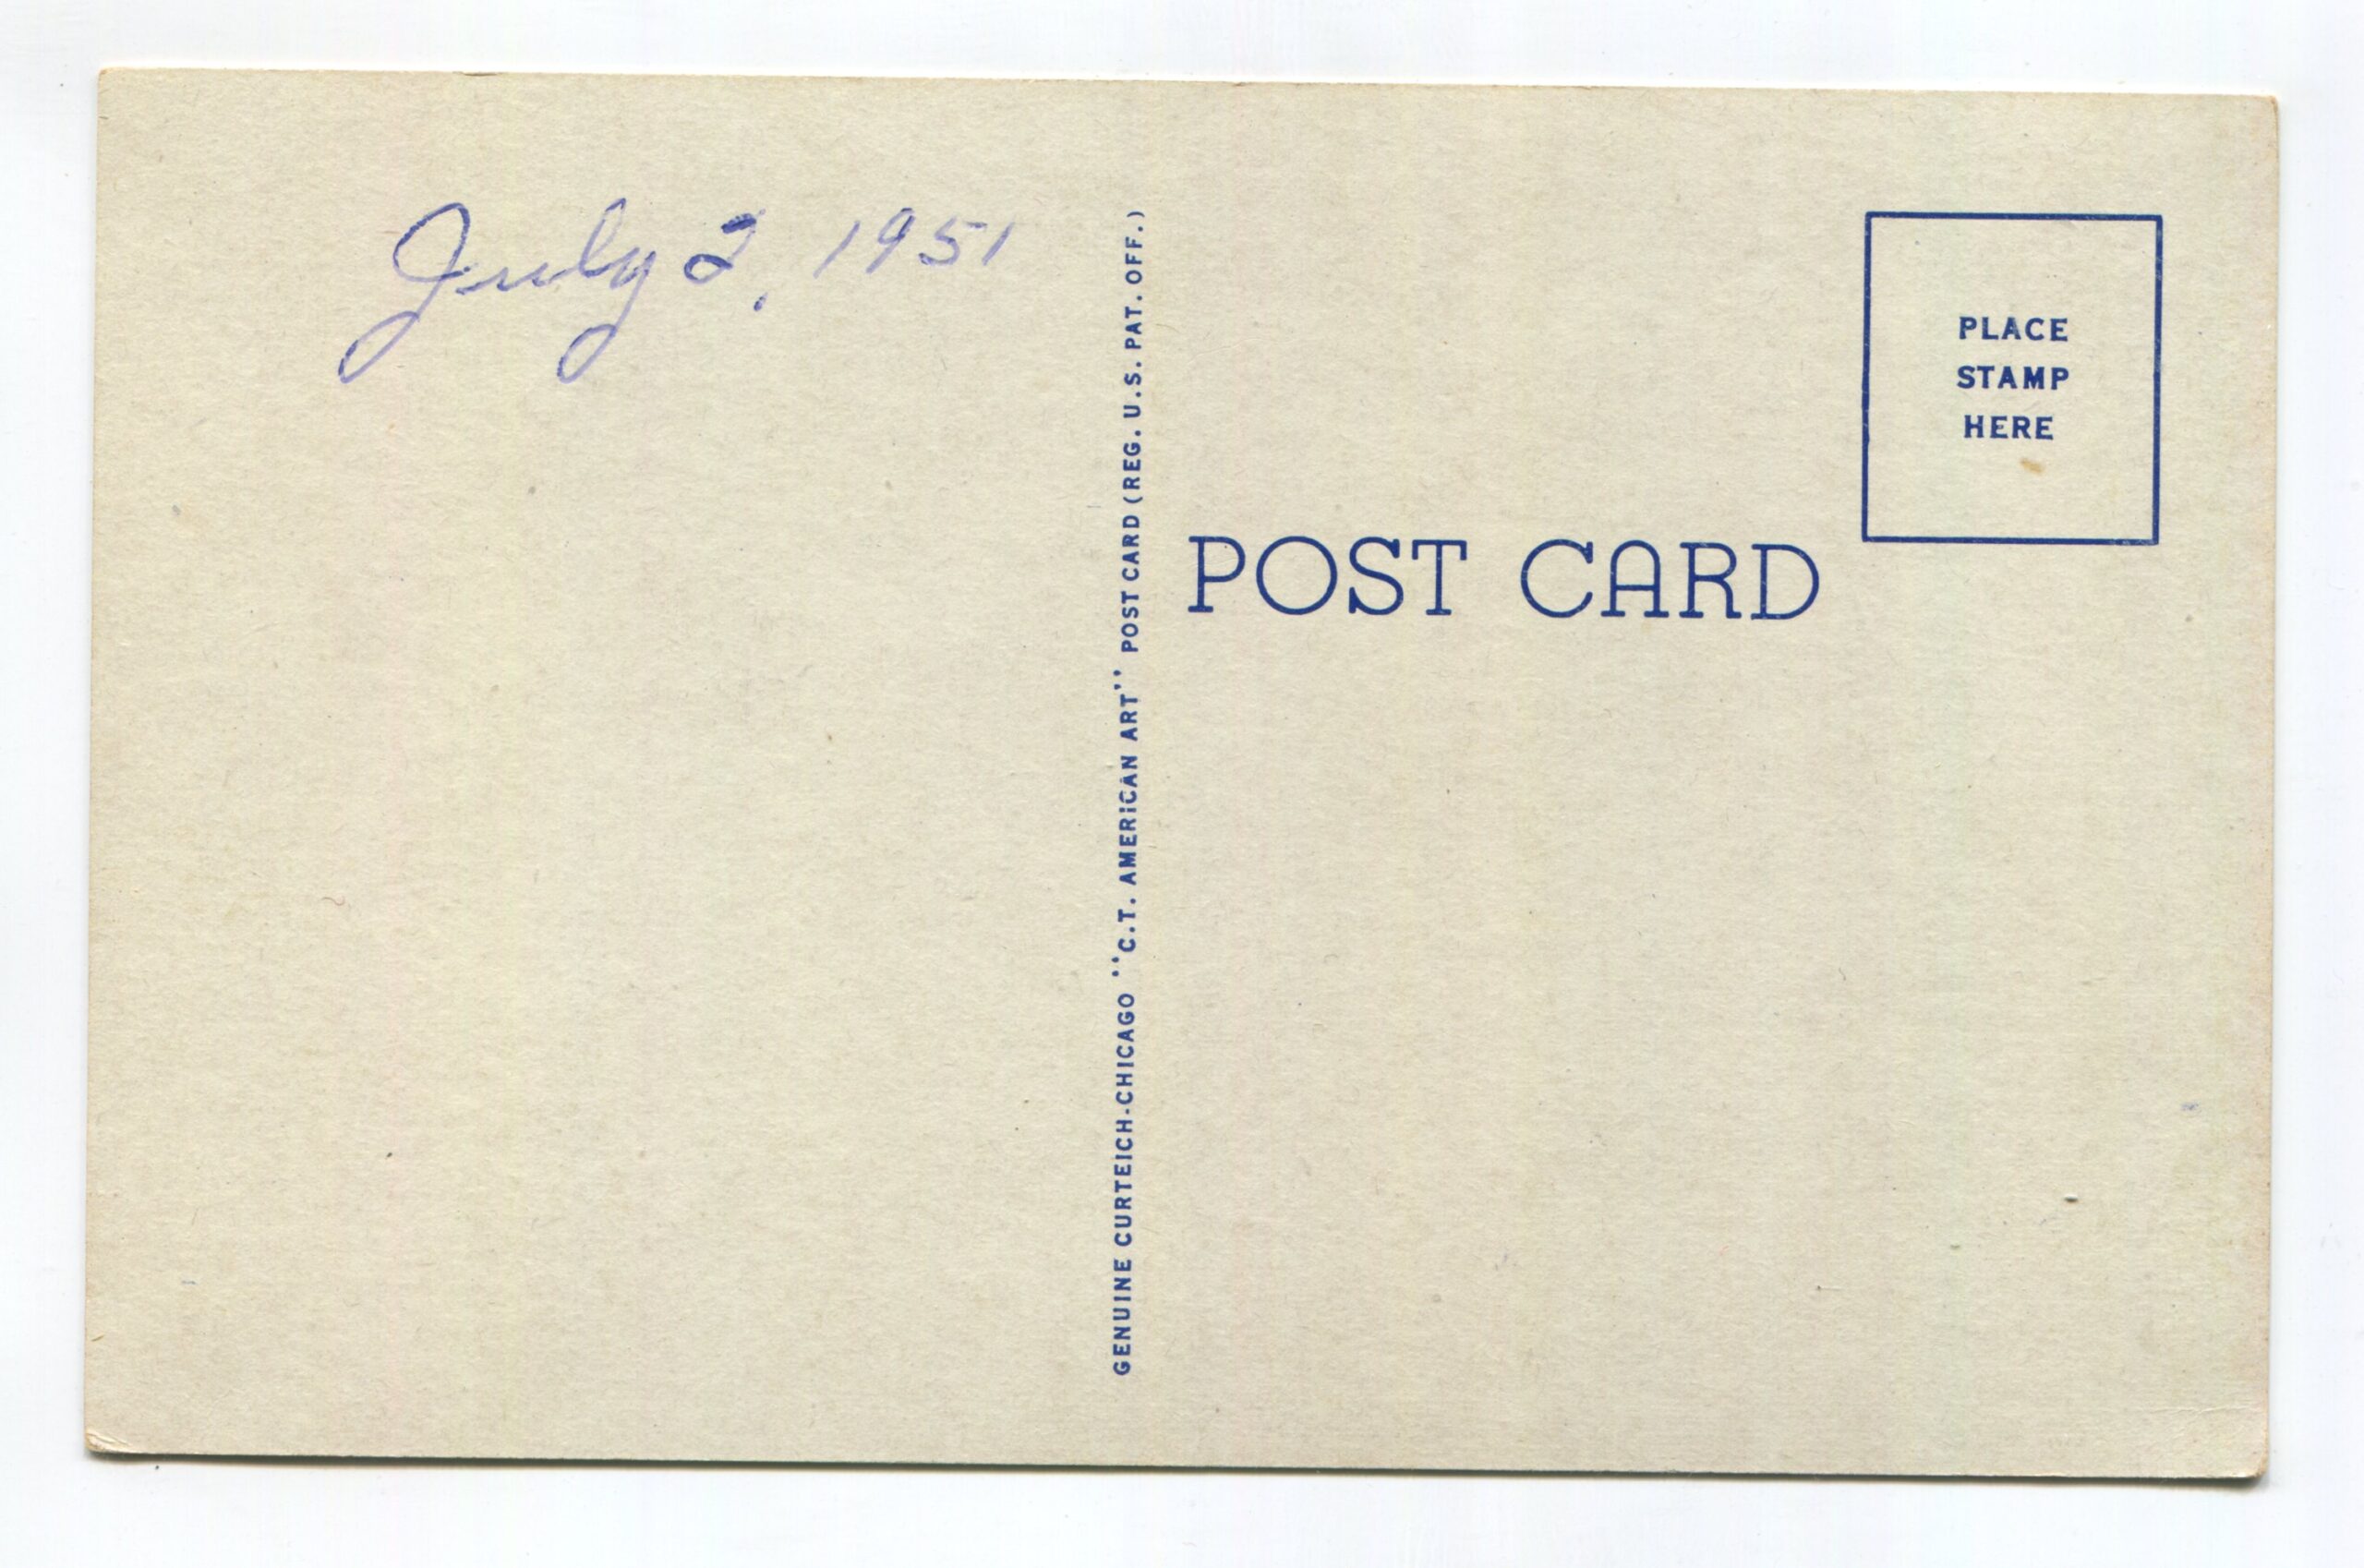 July 2, 1951
GENUINE CURTEICH-CHICAGO "C.T. AMERICAN ART" POST CARD (REG. U.S. PAT. OFF.)
PLACE
STAMP
HERE
POST CARD